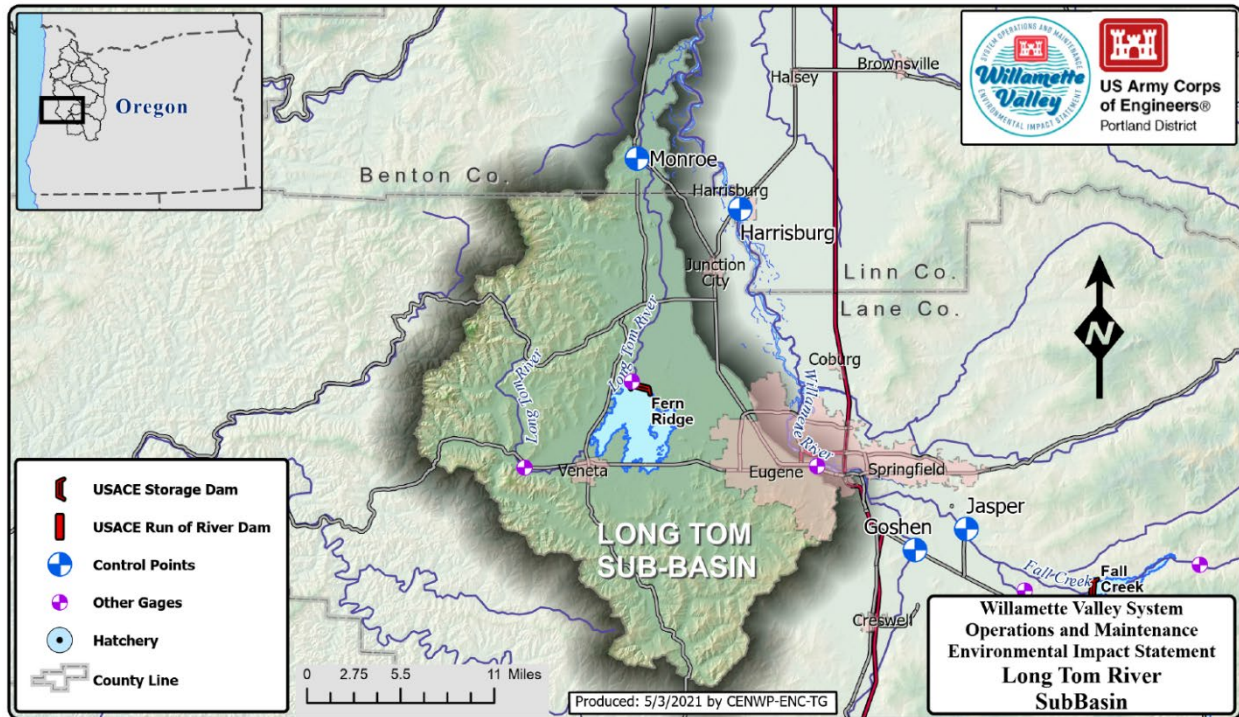 Oregon
SYSTEM OPERATIONS AND MAINTENANCE
Willamette
Valley
ENVIRONMENTAL IMPACT STATEMENT
US Army Corps
of Engineers®
Portland District
Brownsville
Halsey
Monroe
Benton Co.
Harrisburg
Harrisburg
Junction
City
Linn Co.
Lane Co.
N
Long Tom River
Long Tom River
Willamette River
Coburg
Fern
Ridge
Veneta
Eugene
Springfield
Jasper
Goshen
LONG TOM
SUB-BASIN
Fall Creek
Fall
Creek
Creswell
USACE Storage Dam
USACE Run of River Dam
Control Points
Other Gages
Hatchery
County Line
0 2.75 5.5 11 Miles
Produced: 5/3/2021 by CENWP-ENC-TG
Willamette Valley System
Operations and Maintenance
Environmental Impact Statement
Long Tom River
SubBasin